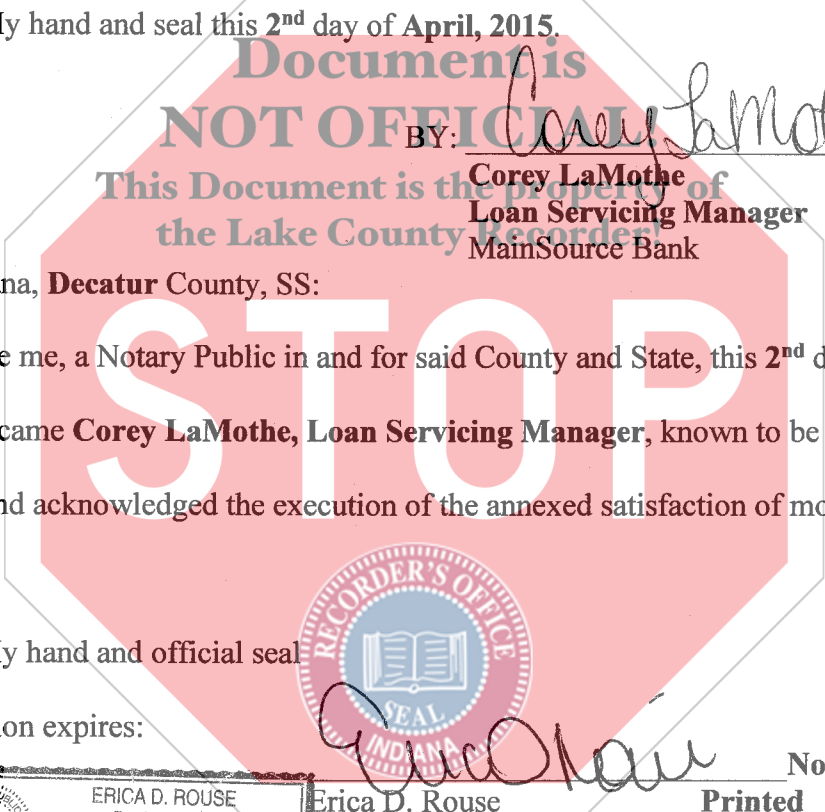 ly hand and seal this 2nd day of April, 2015.
Document is
NOT OFFICIAL!
BY: Corey LaMot
This Document is the property of
Corey LaMothe
Loan Servicing Manager
the Lake County Recorder!
MainSource Bank
na, Decatur County, SS:
STOP
e me, a Notary Public in and for said County and State, this 2nd d
came Corey LaMothe, Loan Servicing Manager, known to be
nd acknowledged the execution of the annexed satisfaction of mo
RECORDER'S OFFICE
SEAL
INDIANA
ly hand and official seal
on expires:
No
ERICA D. ROUSE
Erica D. Rouse
Printed